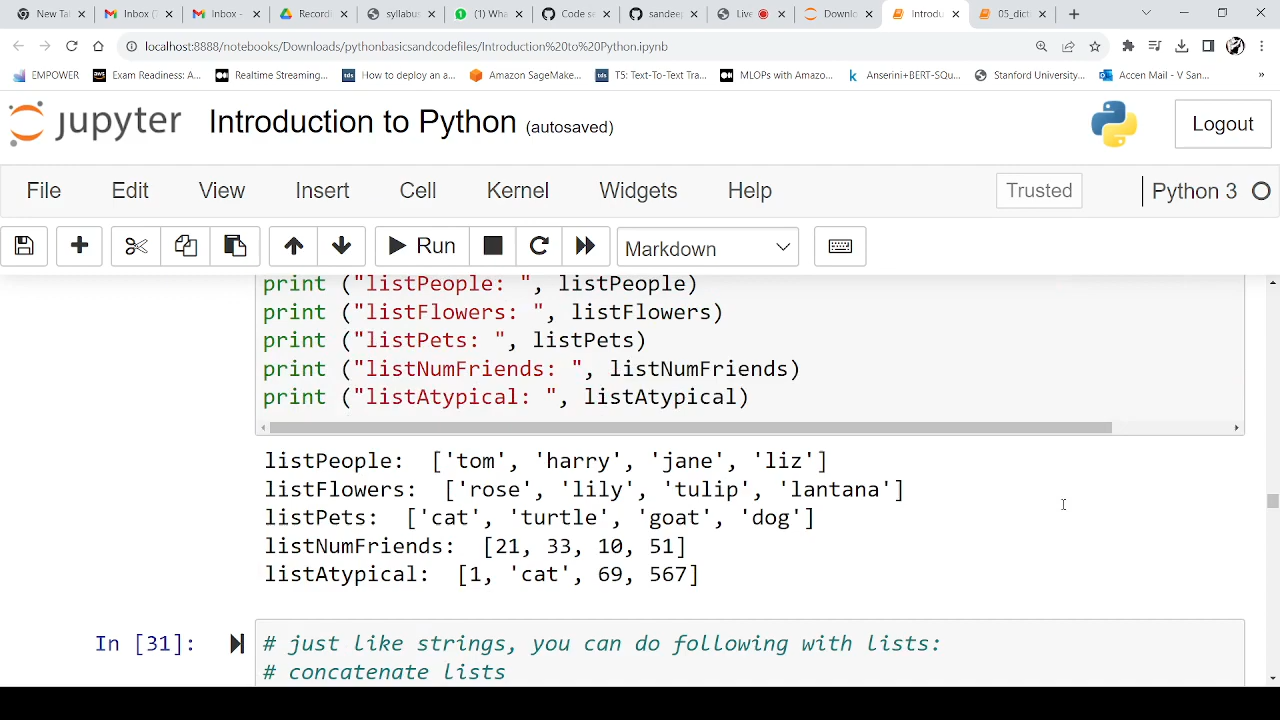 New Ta
Inbox (
Inbox -
Record
syllabus
(1) Wha
Code se
sandeep
Live
Downlo
Introdu
05_dict
localhost:8888/notebooks/Downloads/pythonbasicsandcodefiles/Introduction%20to%20Python.ipynb
EMPOWER
Exam Readiness: A...
Realtime Streaming...
How to deploy an a...
Amazon SageMake...
T5: Text-To-Text Tra...
MLOPs with Amazo...
Anserini+BERT-SQu...
Stanford University...
Accen Mail - V San...
jupyter Introduction to Python (autosaved)
Logout
File Edit View Insert Cell Kernel Widgets Help
Trusted
Python 3
Run
Markdown
print ("listPeople: ", listPeople)
print ("listFlowers: ", listFlowers)
print ("listPets: ", listPets)
print ("listNumFriends: ", listNumFriends)
print ("listAtypical: ", listAtypical)
listPeople:  ['tom', 'harry', 'jane', 'liz']
listFlowers:  ['rose', 'lily', 'tulip', 'lantana']
listPets:  ['cat', 'turtle', 'goat', 'dog']
listNumFriends:  [21, 33, 10, 51]
listAtypical:  [1, 'cat', 69, 567]
In [31]: # just like strings, you can do following with lists:
# concatenate lists